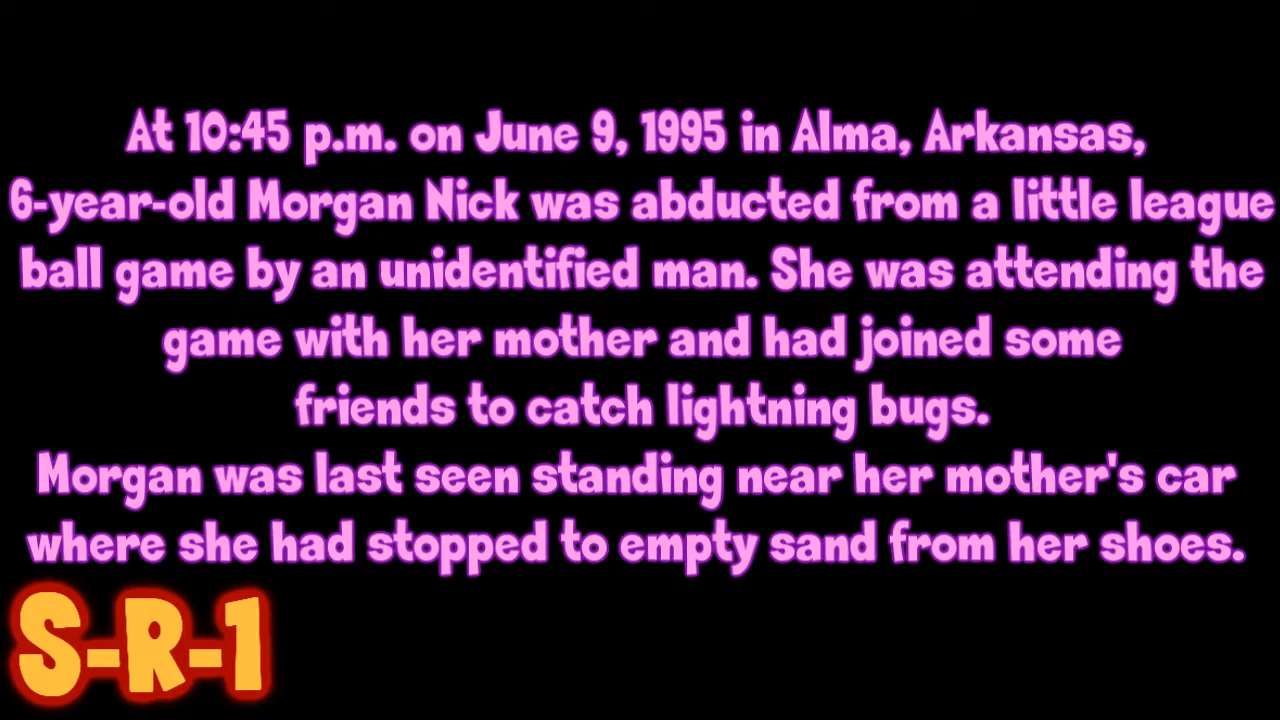 At 10:45 p.m. on June 9, 1995 in Alma, Arkansas,
6-year-old Morgan Nick was abducted from a little league
ball game by an unidentified man. She was attending the
game with her mother and had joined some
friends to catch lightning bugs.
Morgan was last seen standing near her mother's car
where she had stopped to empty sand from her shoes.
S-R-1